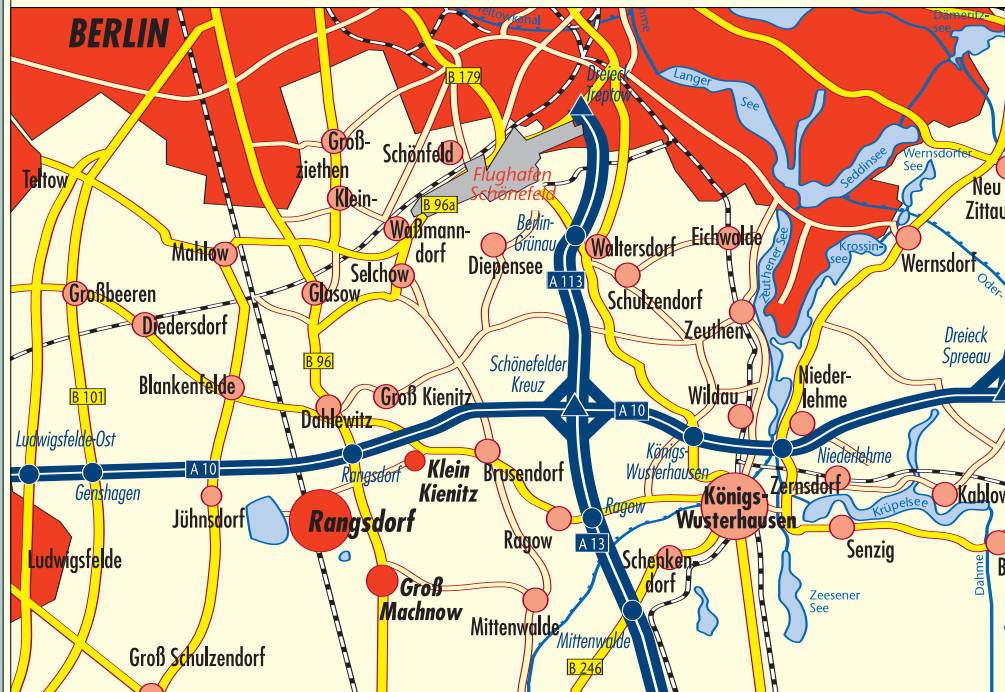 Teltowkanal
Dahme
Dämeritz-
see
BERLIN
B 179
Dreieck
Treptow
Langer
See
Groß-
ziethen
Schönfeld
Seddinsee
Wernsdorfer
See
Teltow
Flughafen
Schönefeld
Neu
Zittau
Klein-
B 96a
Waßmann-
dorf
Berlin-
Grünau
Waltersdorf
Eichwalde
Zeuthener See
Krossin-
see
Wernsdorf
Mahlow
Diepensee
Selchow
Oder-
Großbeeren
Glasow
A 113
Schulzendorf
Diedersdorf
Zeuthen
Dreieck
Spreeau
B 96
Schönefelder
Kreuz
Blankenfelde
B 101
Groß Kienitz
Wildau
Nieder-
lehme
Dahlewitz
A 10
Ludwigsfelde-Ost
Genshagen
A 10
Rangsdorf
Klein
Kienitz
Brusendorf
Königs-
Wusterhausen
Niederlehme
Zernsdorf
Kablow
Jühnsdorf
Rangsdorf
Ragow
Königs-
Wusterhausen
Krüpelsee
Ragow
A 13
Senzig
Ludwigsfelde
Schenken
dorf
B
Groß
Machnow
Mittenwalde
Zeesener
See
Dahme
Mittenwalde
Groß Schulzendorf
B 246